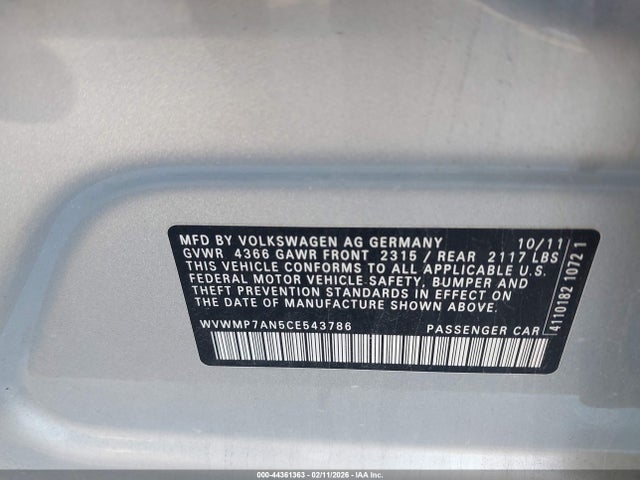 MFD BY VOLKSWAGEN AG GERMANY 10/11
GVWR 4366 GAWR FRONT 2315 / REAR 2117 LBS
THIS VEHICLE CONFORMS TO ALL APPLICABLE U.S.
FEDERAL MOTOR VEHICLE SAFETY, BUMPER AND
THEFT PREVENTION STANDARDS IN EFFECT ON
THE DATE OF MANUFACTURE SHOWN ABOVE.
WVWMP7AN5CE543786 PASSENGER CAR
4110182 1072 1
000-44361363 - 02/11/2026 - IAA Inc.